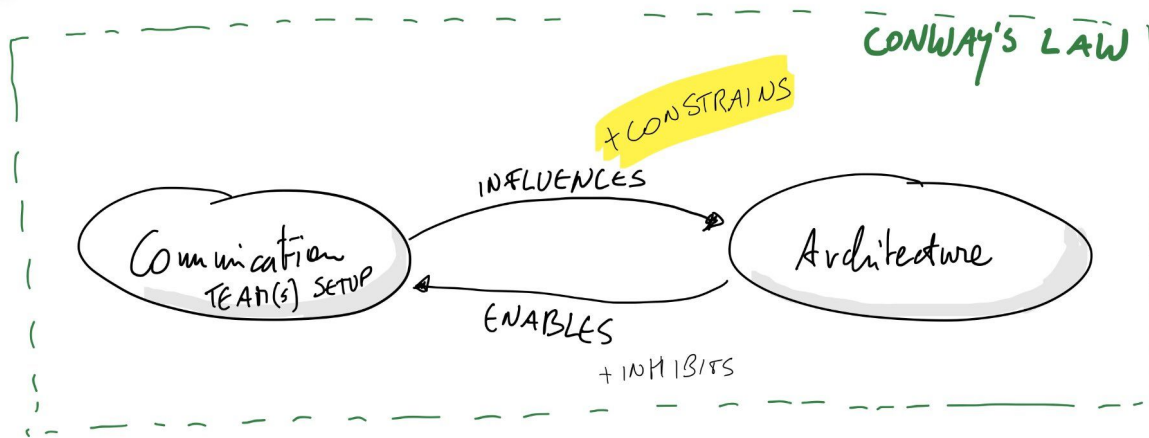 CONWAY'S LAW
+ CONSTRAINS
INFLUENCES
Communication
TEAM(S) SETUP
Architecture
ENABLES
+ INHIBITS